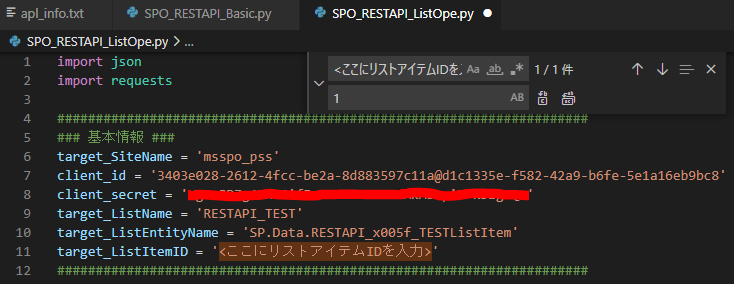 apl_info.txt SPO_RESTAPI_Basic.py SPO_RESTAPI_ListOpe.py
SPO_RESTAPI_ListOpe.py > ...
<ここにリストアイテムIDを入 Aa ab .* 1 / 1 件
1 AB
1 import json
2 import requests
3
4 #####################################################################
5 ### 基本情報 ###
6 target_SiteName = 'msspo_pss'
7 client_id = '3403e028-2612-4fcc-be2a-8d883597c11a@d1c1335e-f582-42a9-b6fe-5e1a16eb9bc8'
8 client_secret = '
9 target_ListName = 'RESTAPI_TEST'
10 target_ListEntityName = 'SP.Data.RESTAPI_x005f_TESTListItem'
11 target_ListItemID = '<ここにリストアイテムIDを入力>'
12 #####################################################################